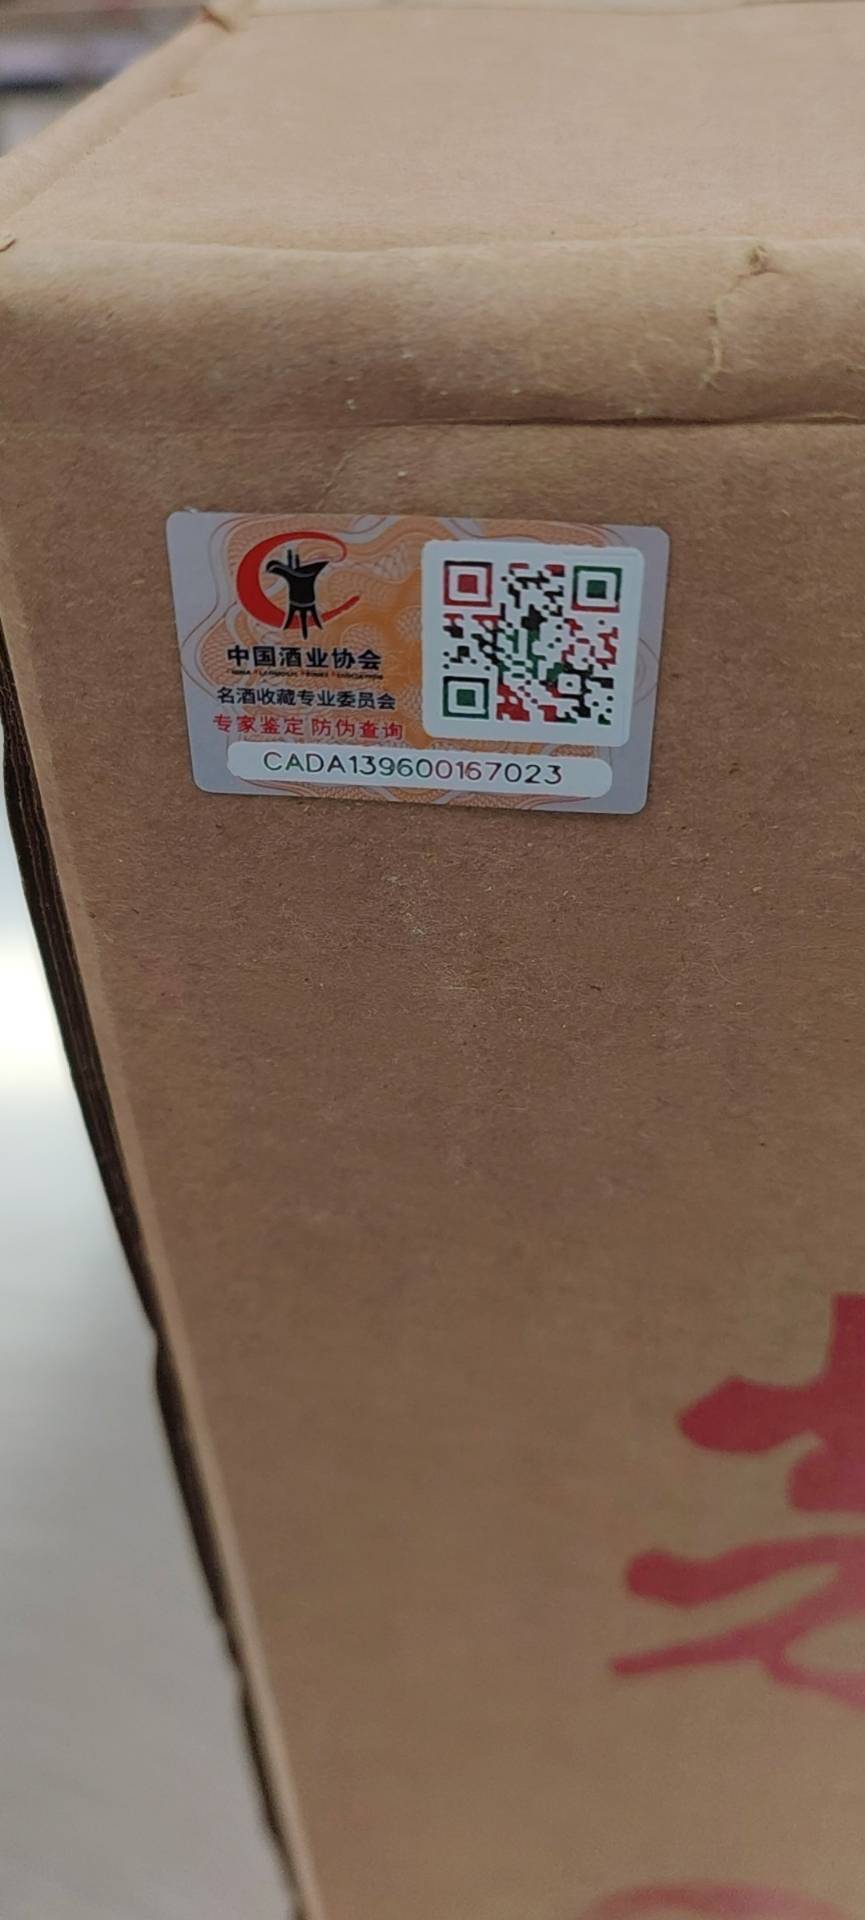 中国酒业协会
名酒收藏专业委员会
专家鉴定 防伪查询
CADA139600167023